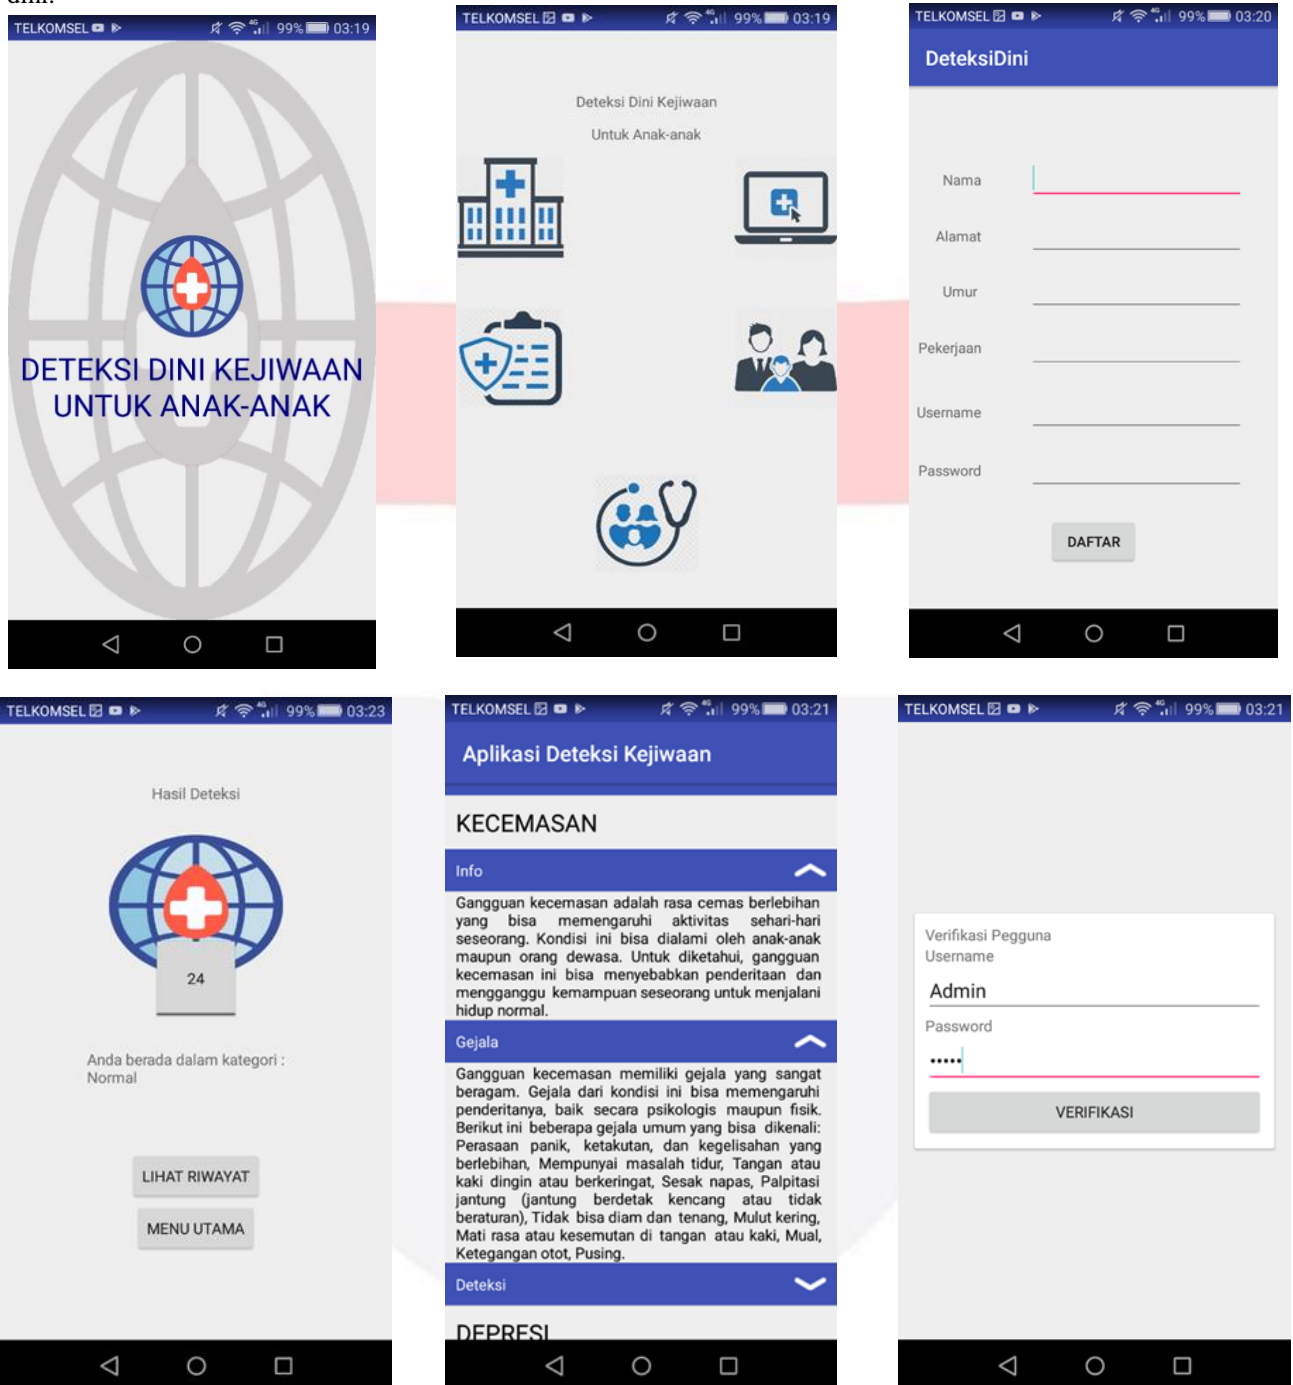 TELKOMSEL 4G 99% 03:19
DETEKSI DINI KEJIWAAN
UNTUK ANAK-ANAK
TELKOMSEL 4G 99% 03:19
Deteksi Dini Kejiwaan
Untuk Anak-anak
TELKOMSEL 4G 99% 03:20
DeteksiDini
Nama
Alamat
Umur
Pekerjaan
Username
Password
DAFTAR
TELKOMSEL 4G 99% 03:23
Hasil Deteksi
24
Anda berada dalam kategori :
Normal
LIHAT RIWAYAT
MENU UTAMA
TELKOMSEL 4G 99% 03:21
Aplikasi Deteksi Kejiwaan
KECEMASAN
Info
Gangguan kecemasan adalah rasa cemas berlebihan
yang bisa memengaruhi aktivitas sehari-hari
seseorang. Kondisi ini bisa dialami oleh anak-anak
maupun orang dewasa. Untuk diketahui, gangguan
kecemasan ini bisa menyebabkan penderitaan dan
mengganggu kemampuan seseorang untuk menjalani
hidup normal.
Gejala
Gangguan kecemasan memiliki gejala yang sangat
beragam. Gejala dari kondisi ini bisa memengaruhi
penderitanya, baik secara psikologis maupun fisik.
Berikut ini beberapa gejala umum yang bisa dikenali:
Perasaan panik, ketakutan, dan kegelisahan yang
berlebihan, Mempunyai masalah tidur, Tangan atau
kaki dingin atau berkeringat, Sesak napas, Palpitasi
jantung (jantung berdetak kencang atau tidak
beraturan), Tidak bisa diam dan tenang, Mulut kering,
Mati rasa atau kesemutan di tangan atau kaki, Mual,
Ketegangan otot, Pusing.
Deteksi
DEPRESI
TELKOMSEL 4G 99% 03:21
Verifikasi Pegguna
Username
Admin
Password
•••••
VERIFIKASI